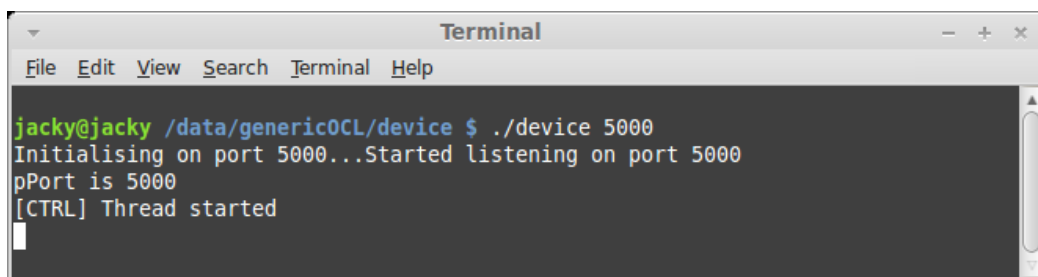 Terminal
File Edit View Search Terminal Help
jacky@jacky /data/genericOCL/device $ ./device 5000
Initialising on port 5000...Started listening on port 5000
pPort is 5000
[CTRL] Thread started